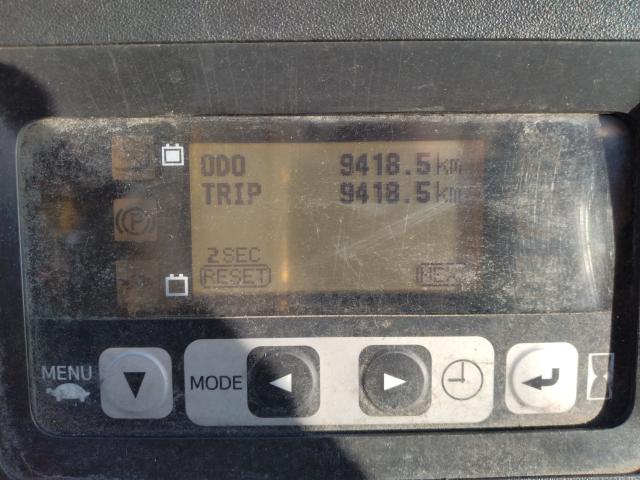 ODO 9418.5km
TRIP 9418.5km
2SEC
RESET
MENU
MODE